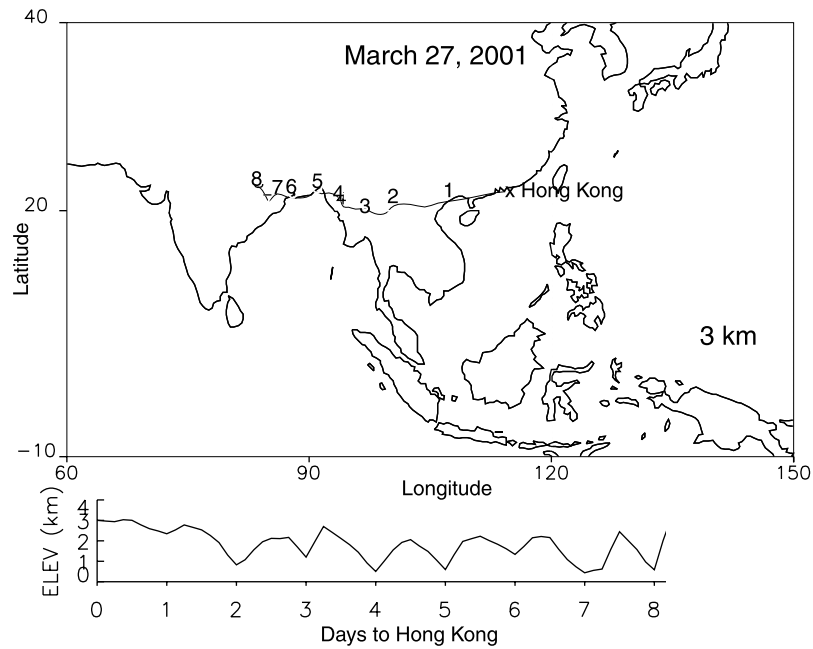 40
March 27, 2001
8 7 6 5 4 3 2 1 x Hong Kong
20
Latitude
3 km
−10
60 90 120 150
Longitude
ELEV (km)
4
3
2
1
0
0 1 2 3 4 5 6 7 8
Days to Hong Kong